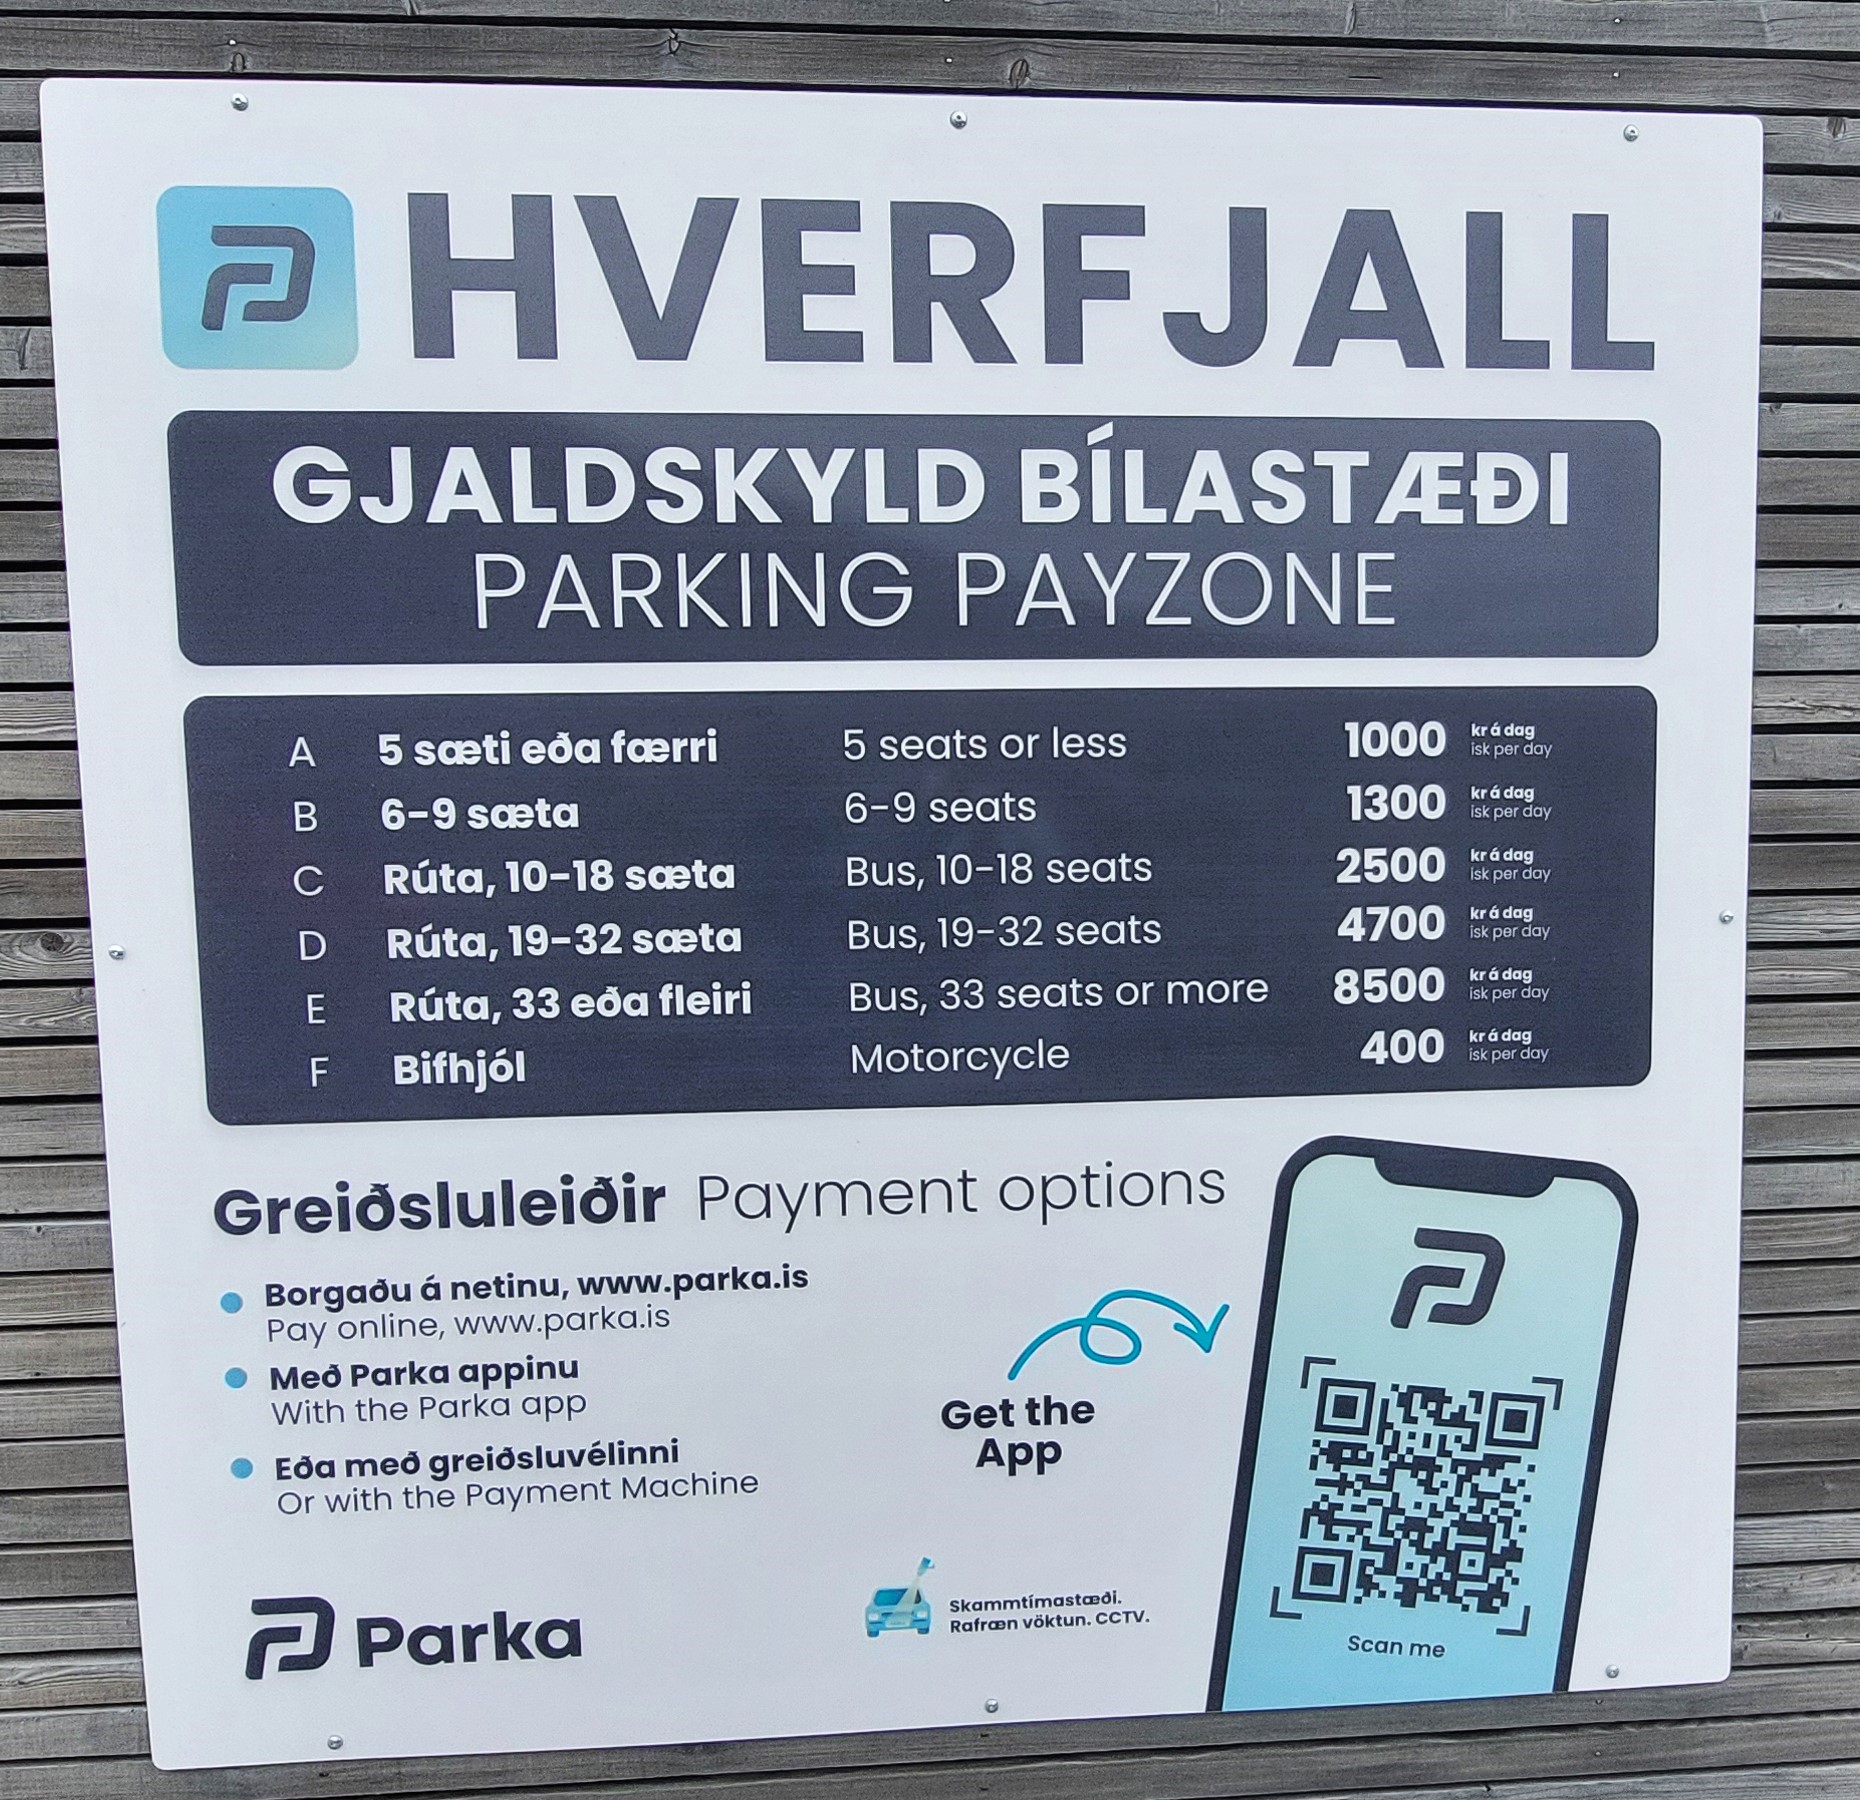 HVERFJALL
GJALDSKYLD BÍLASTÆÐI
PARKING PAYZONE
A 5 sæti eða færri 5 seats or less 1000 kr á dag isk per day
B 6-9 sæta 6-9 seats 1300 kr á dag isk per day
C Rúta, 10-18 sæta Bus, 10-18 seats 2500 kr á dag isk per day
D Rúta, 19-32 sæta Bus, 19-32 seats 4700 kr á dag isk per day
E Rúta, 33 eða fleiri Bus, 33 seats or more 8500 kr á dag isk per day
F Bifhjól Motorcycle 400 kr á dag isk per day
Greiðsluleiðir Payment options
Borgaðu á netinu, www.parka.is
Pay online, www.parka.is
Með Parka appinu
With the Parka app
Eða með greiðsluvélinni
Or with the Payment Machine
Get the
App
Parka
Skammtímastæði.
Rafræn vöktun. CCTV.
Scan me